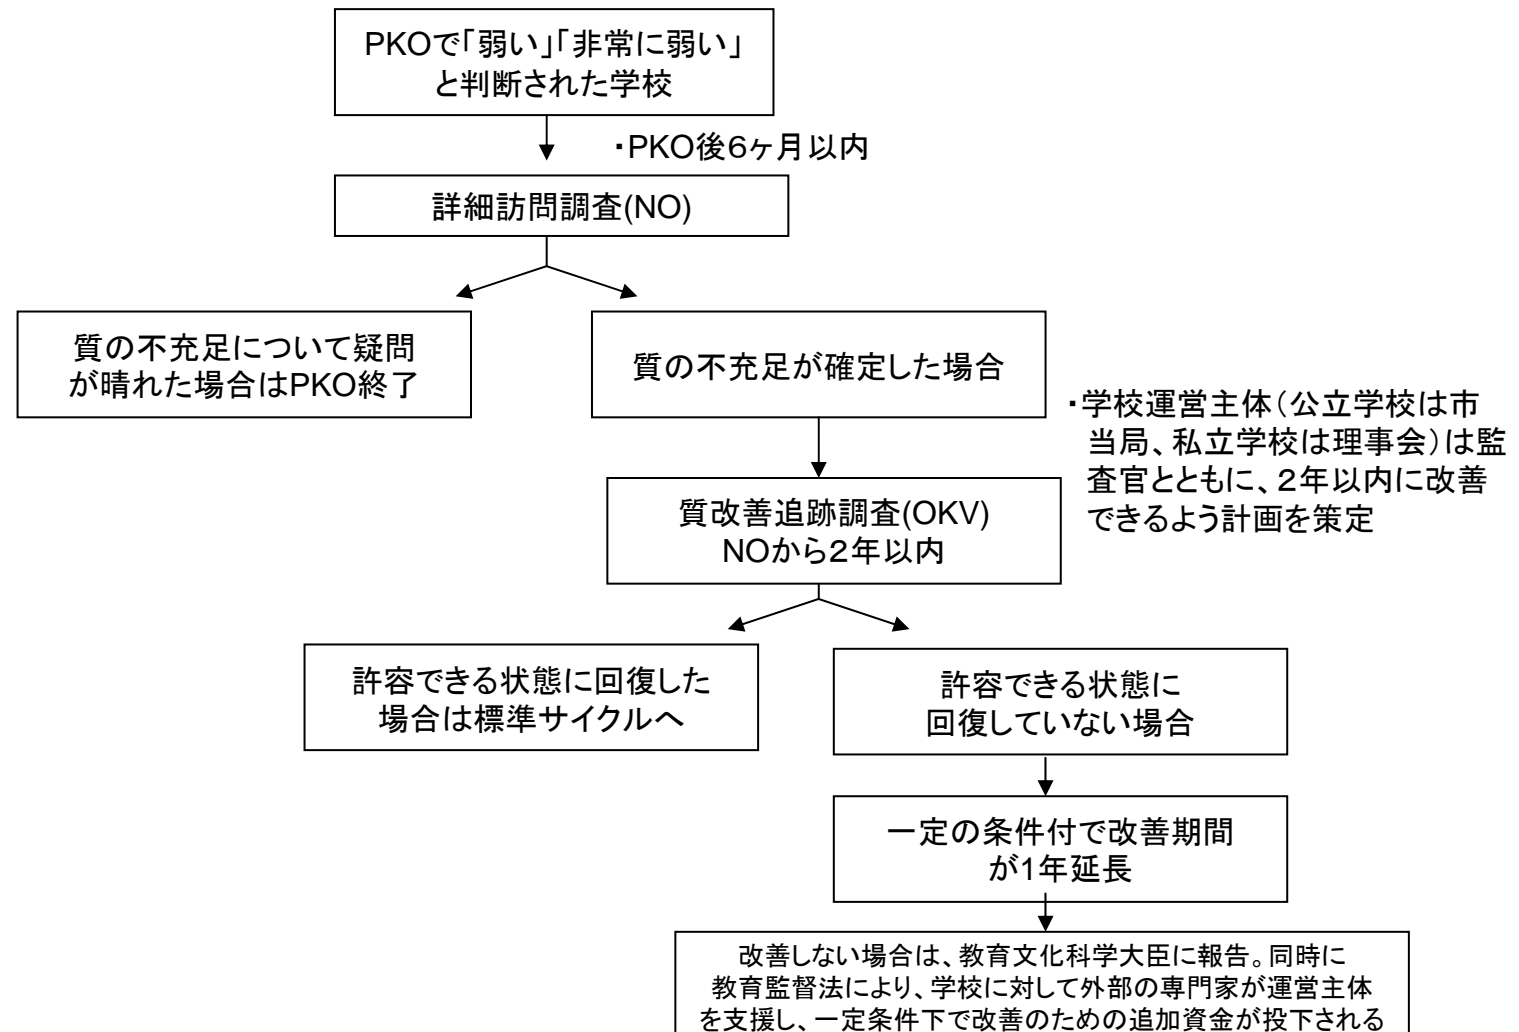 PKOで「弱い」「非常に弱い」
と判断された学校
・PKO後6ヶ月以内
詳細訪問調査(NO)
質の不充足について疑問
が晴れた場合はPKO終了
質の不充足が確定した場合
・学校運営主体（公立学校は市
当局、私立学校は理事会）は監
査官とともに、２年以内に改善
できるよう計画を策定
質改善追跡調査(OKV)
NOから２年以内
許容できる状態に回復した
場合は標準サイクルへ
許容できる状態に
回復していない場合
一定の条件付で改善期間
が1年延長
改善しない場合は、教育文化科学大臣に報告。同時に
教育監督法により、学校に対して外部の専門家が運営主体
を支援し、一定条件下で改善のための追加資金が投下される